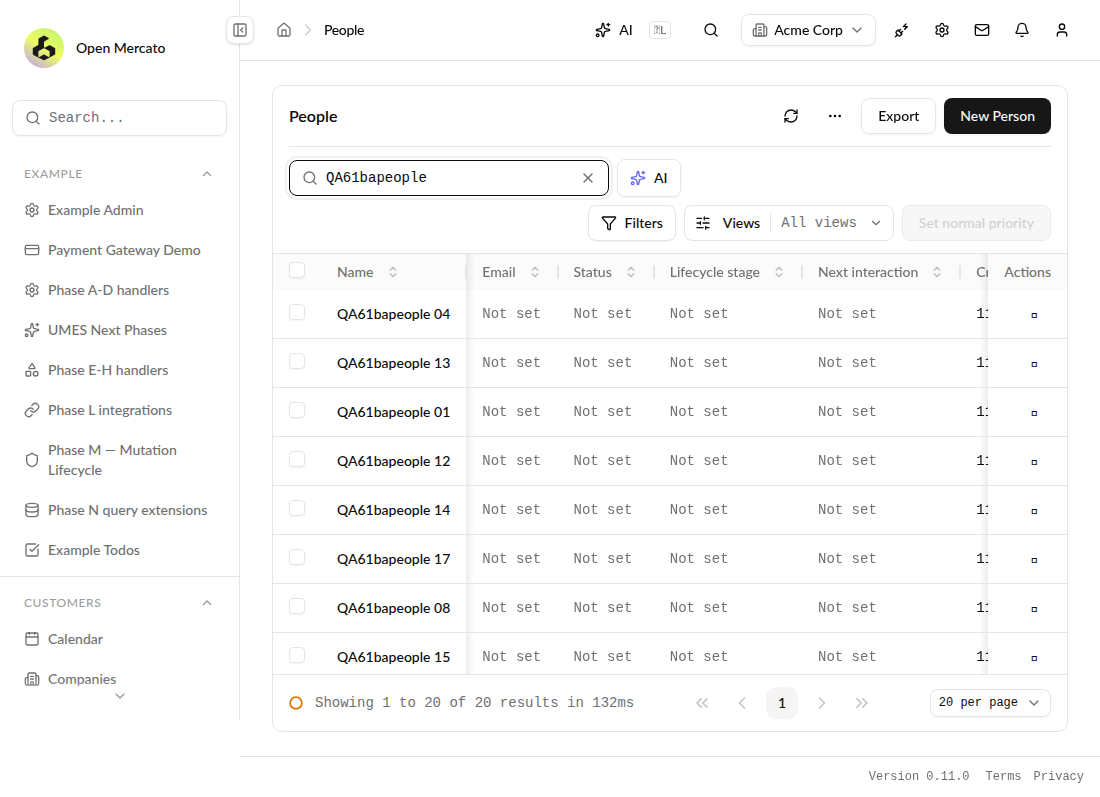 Open Mercato
People
AI
L
Acme Corp
Search...
People
Export
New Person
EXAMPLE
QA61bapeople
AI
Example Admin
Filters
Views
All views
Set normal priority
Payment Gateway Demo
Name
Email
Status
Lifecycle stage
Next interaction
Actions
Phase A-D handlers
UMES Next Phases
Phase E-H handlers
Phase L integrations
Phase M — Mutation
Lifecycle
Phase N query extensions
Example Todos
CUSTOMERS
Calendar
Companies
QA61bapeople 04 Not set Not set Not set Not set
QA61bapeople 13 Not set Not set Not set Not set
QA61bapeople 01 Not set Not set Not set Not set
QA61bapeople 12 Not set Not set Not set Not set
QA61bapeople 14 Not set Not set Not set Not set
QA61bapeople 17 Not set Not set Not set Not set
QA61bapeople 08 Not set Not set Not set Not set
QA61bapeople 15 Not set Not set Not set Not set
Showing 1 to 20 of 20 results in 132ms
1
20 per page
Version 0.11.0 Terms Privacy